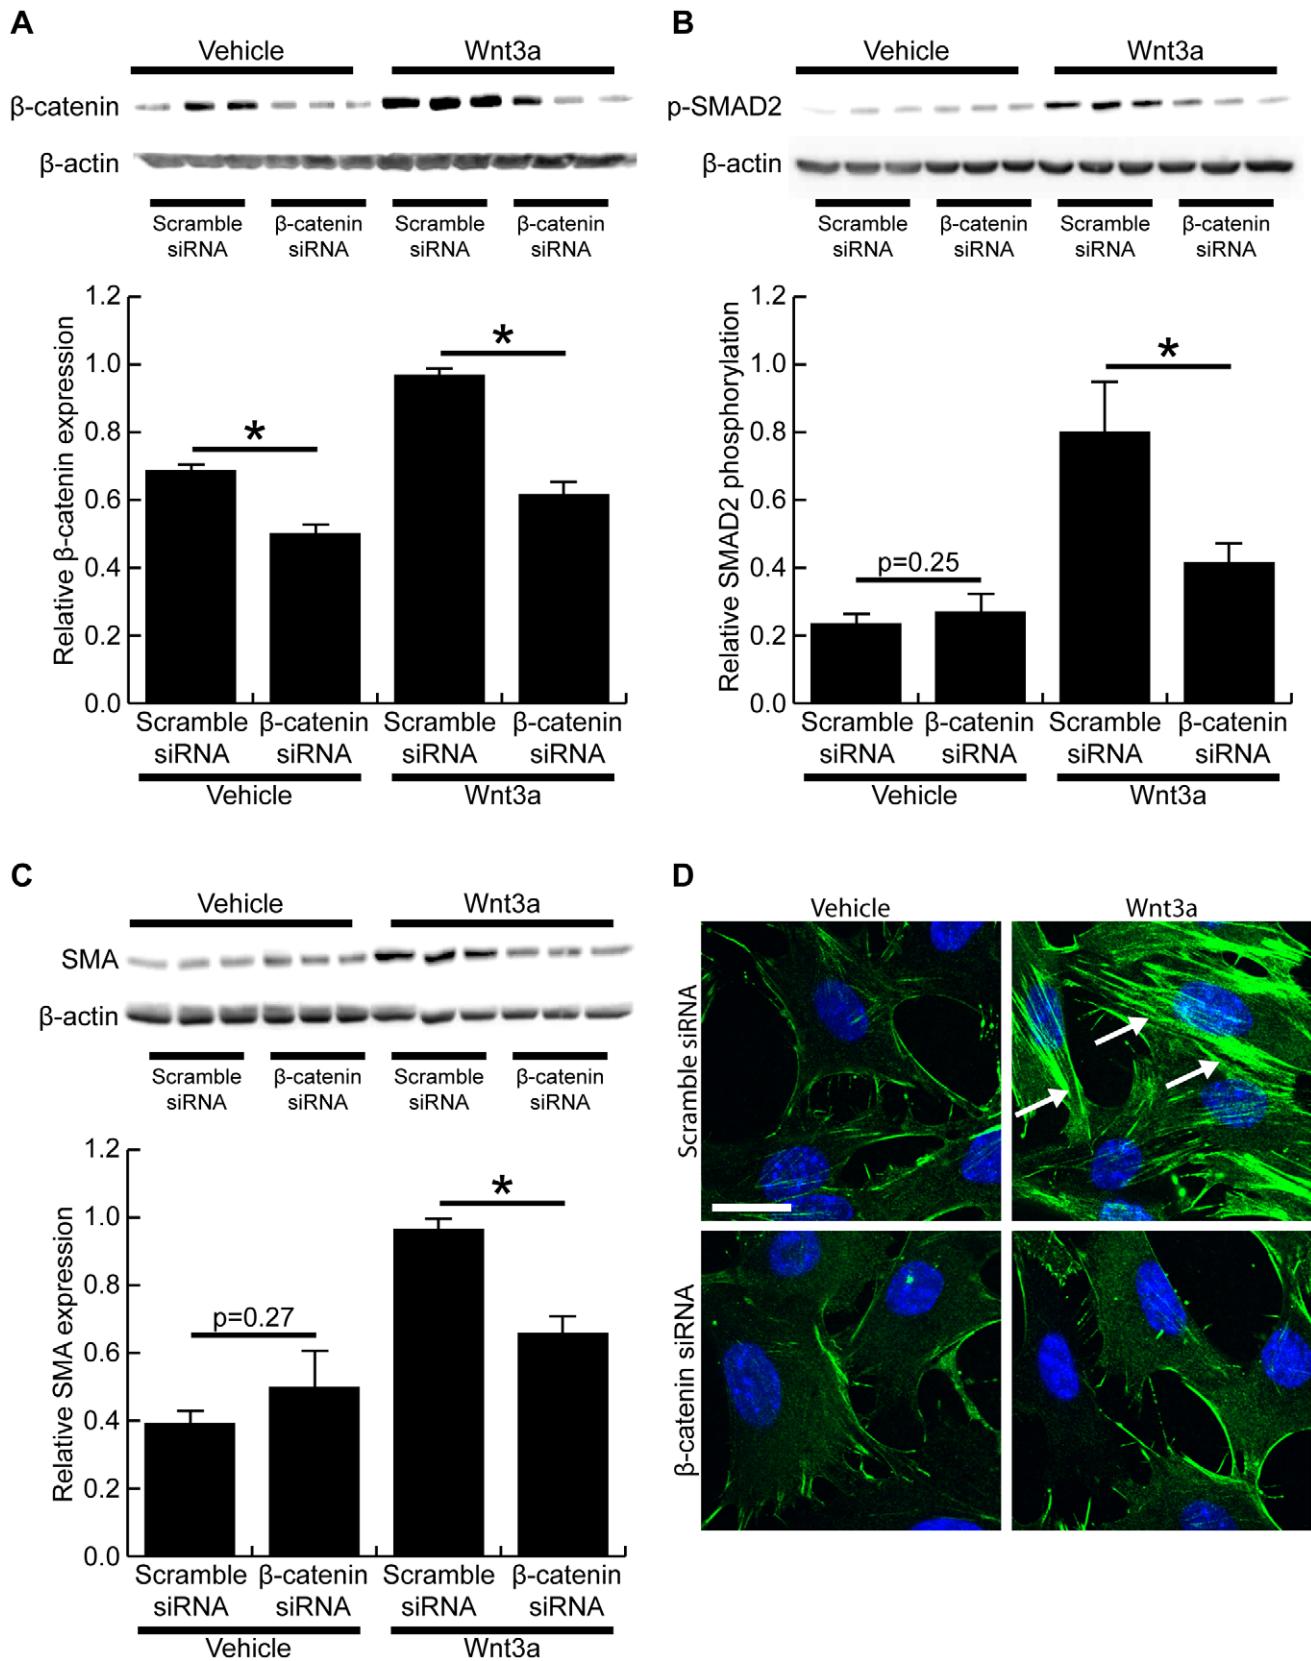 A
Vehicle Wnt3a
β-catenin
β-actin
Scramble β-catenin Scramble β-catenin
siRNA siRNA siRNA siRNA
Relative β-catenin expression
1.2
1.0
0.8
0.6
0.4
0.2
0.0
*
*
Scramble β-catenin Scramble β-catenin
siRNA siRNA siRNA siRNA
Vehicle Wnt3a
B
Vehicle Wnt3a
p-SMAD2
β-actin
Scramble β-catenin Scramble β-catenin
siRNA siRNA siRNA siRNA
Relative SMAD2 phosphorylation
1.2
1.0
0.8
0.6
0.4
0.2
0.0
p=0.25
*
Scramble β-catenin Scramble β-catenin
siRNA siRNA siRNA siRNA
Vehicle Wnt3a
C
Vehicle Wnt3a
SMA
β-actin
Scramble β-catenin Scramble β-catenin
siRNA siRNA siRNA siRNA
Relative SMA expression
1.2
1.0
0.8
0.6
0.4
0.2
0.0
p=0.27
*
Scramble β-catenin Scramble β-catenin
siRNA siRNA siRNA siRNA
Vehicle Wnt3a
D
Vehicle Wnt3a
Scramble siRNA
β-catenin siRNA